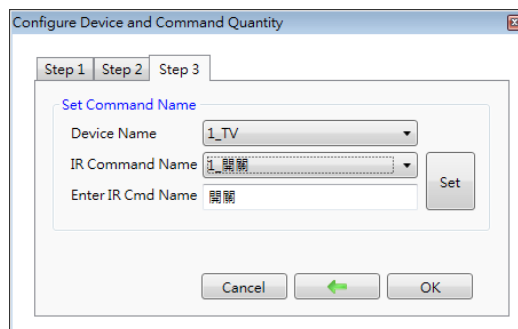 Configure Device and Command Quantity
Step 1 Step 2 Step 3
Set Command Name
Device Name 1_TV
IR Command Name 1_開關
Enter IR Cmd Name 開關
Set
Cancel OK